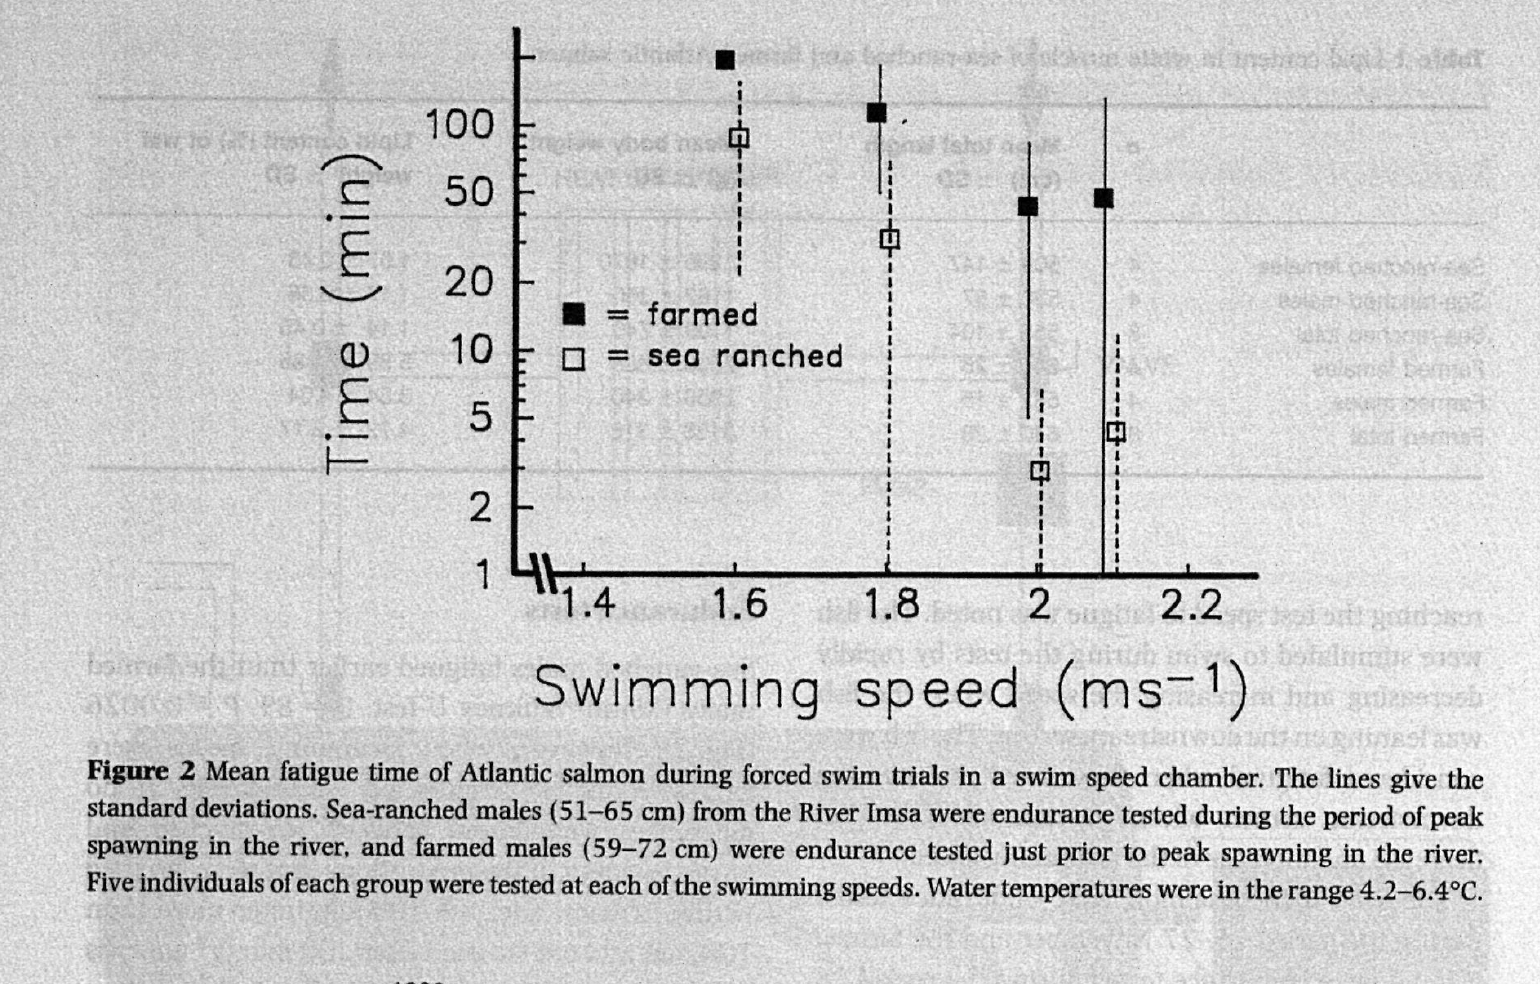 100
50
20
10
5
2
1
Time (min)
■ = farmed
□ = sea ranched
1.4 1.6 1.8 2 2.2
Swimming speed (ms⁻¹)
Figure 2 Mean fatigue time of Atlantic salmon during forced swim trials in a swim speed chamber. The lines give the
standard deviations. Sea-ranched males (51–65 cm) from the River Imsa were endurance tested during the period of peak
spawning in the river, and farmed males (59–72 cm) were endurance tested just prior to peak spawning in the river.
Five individuals of each group were tested at each of the swimming speeds. Water temperatures were in the range 4.2–6.4°C.